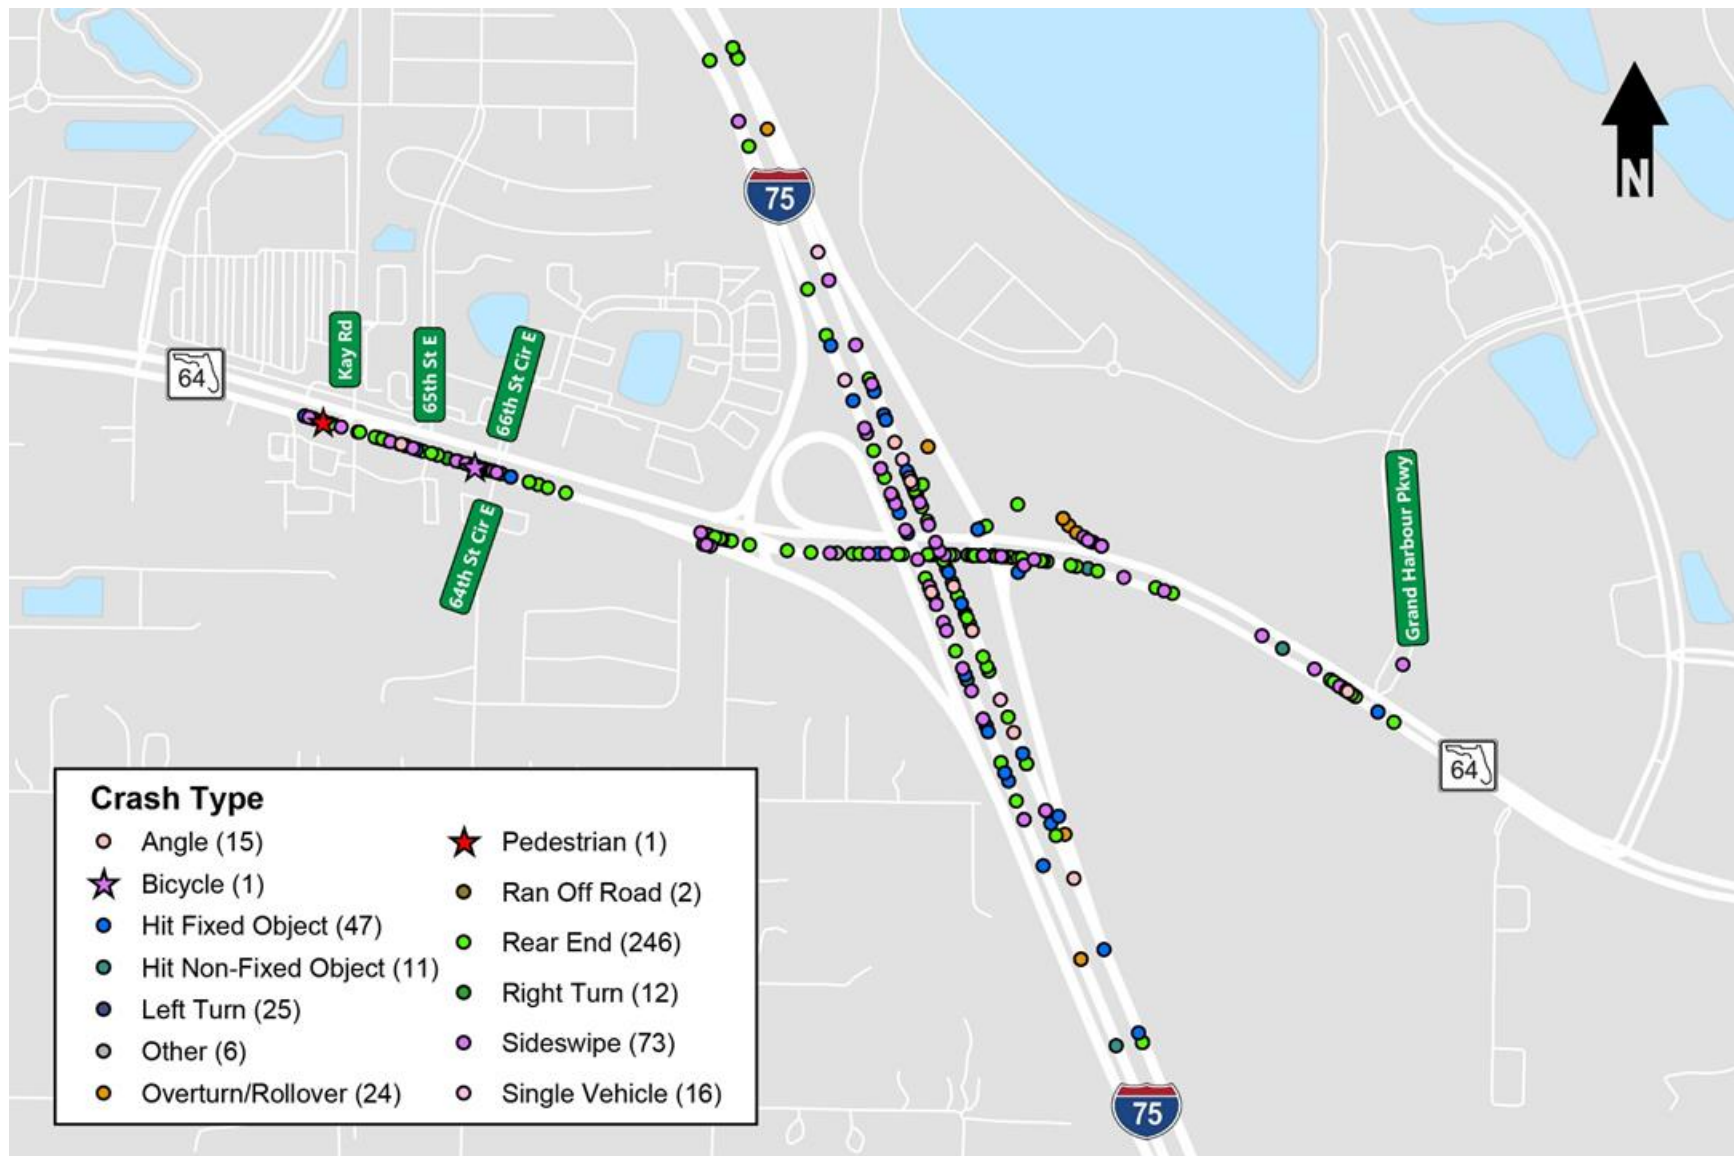 N
75
64
Kay Rd
65th St E
66th St Cir E
64th St Cir E
Grand Harbour Pkwy
64
75
Crash Type
Angle (15)
Bicycle (1)
Hit Fixed Object (47)
Hit Non-Fixed Object (11)
Left Turn (25)
Other (6)
Overturn/Rollover (24)
Pedestrian (1)
Ran Off Road (2)
Rear End (246)
Right Turn (12)
Sideswipe (73)
Single Vehicle (16)